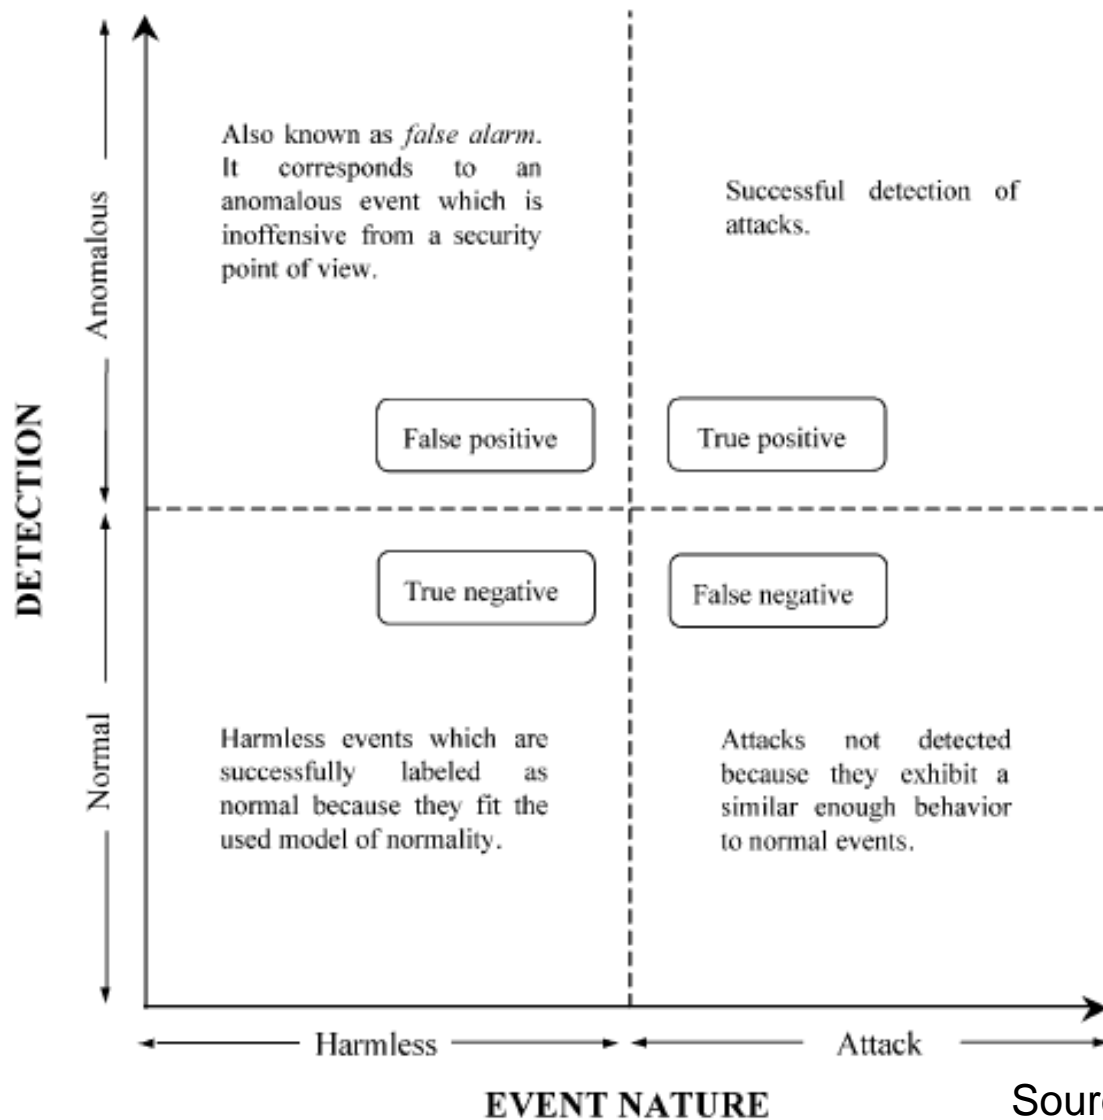 Also known as false alarm.
It corresponds to an
anomalous event which is
inoffensive from a security
point of view.
Successful detection of
attacks.
Anomalous
False positive
True positive
DETECTION
True negative
False negative
Normal
Harmless events which are
successfully labeled as
normal because they fit the
used model of normality.
Attacks not detected
because they exhibit a
similar enough behavior
to normal events.
Harmless
Attack
EVENT NATURE